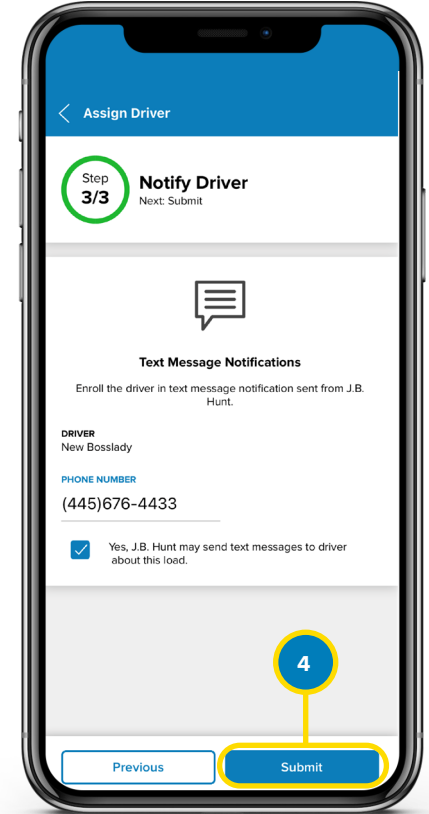 Assign Driver
Step
3/3
Notify Driver
Next: Submit
Text Message Notifications
Enroll the driver in text message notification sent from J.B.
Hunt.
DRIVER
New Bosslady
PHONE NUMBER
(445)676-4433
Yes, J.B. Hunt may send text messages to driver
about this load.
4
Previous
Submit